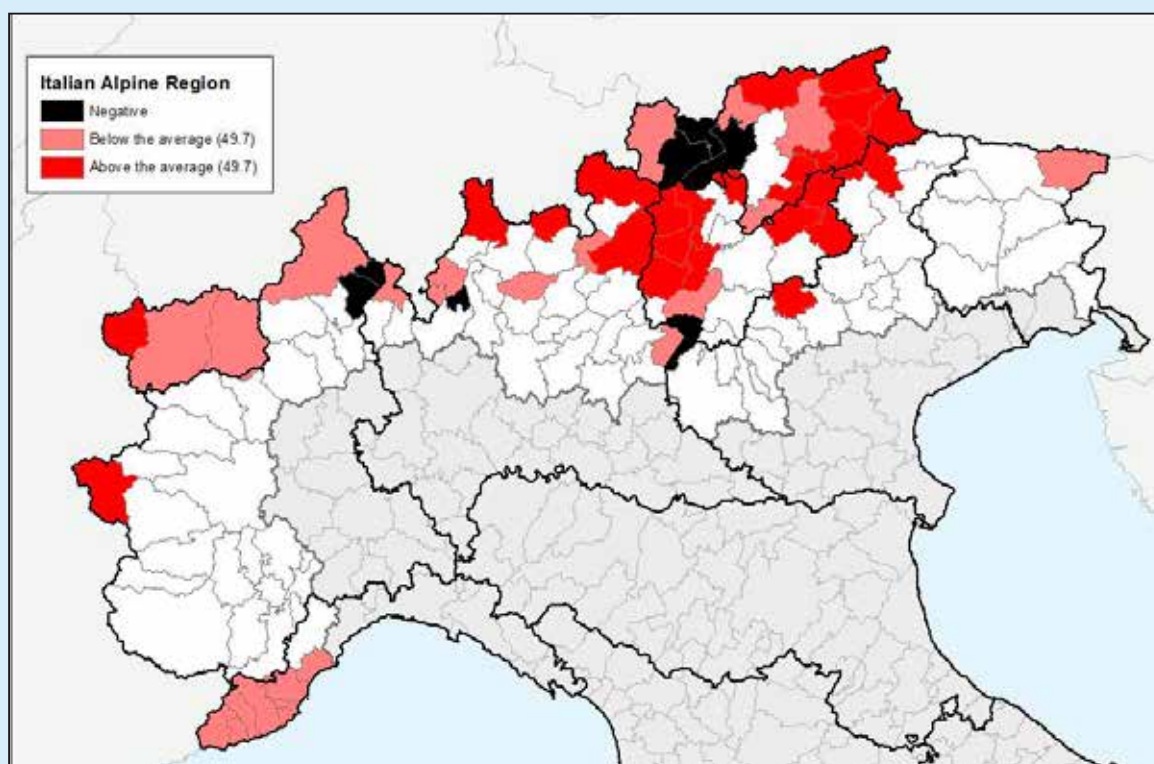 Italian Alpine Region
Negative
Below the average (49.7)
Above the average (49.7)